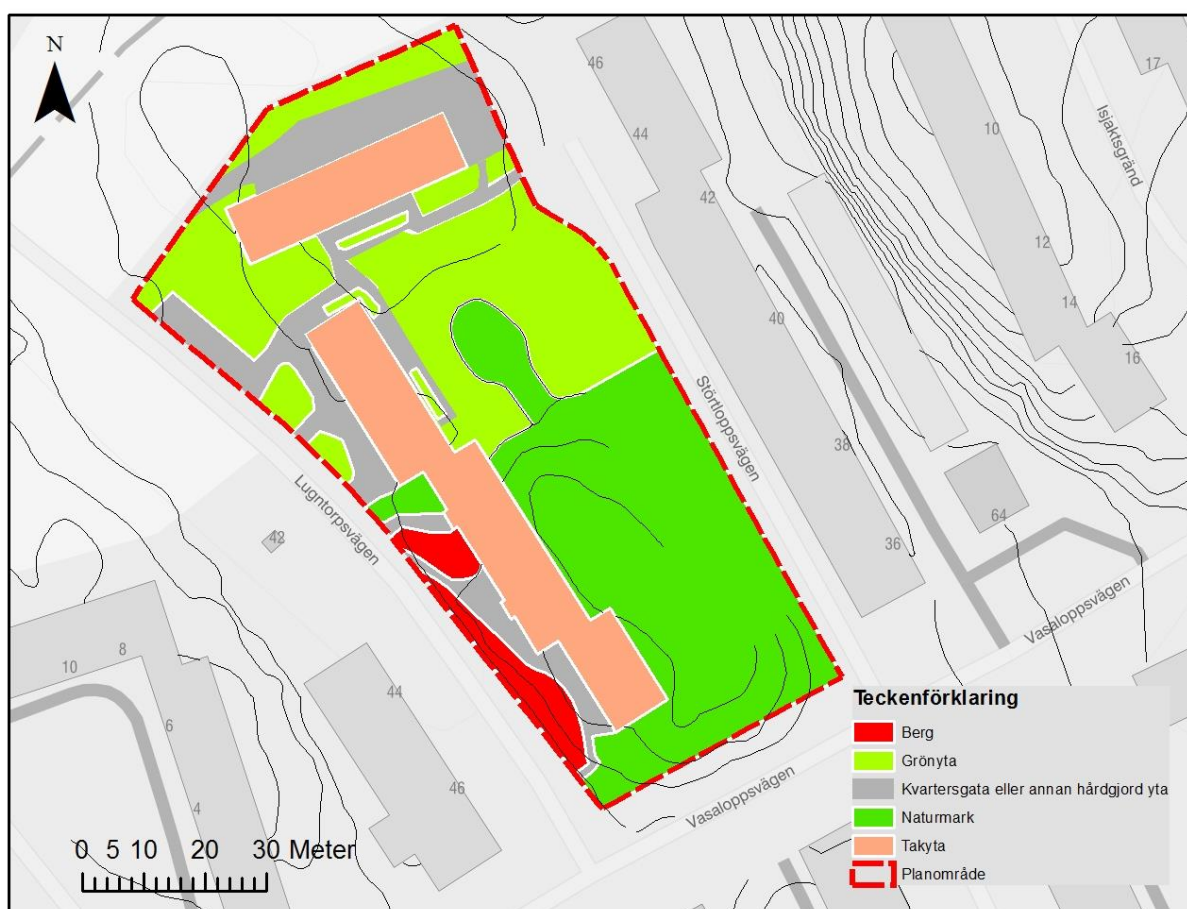 N
46
44
42
10
17
Isjaktsgränd
12
14
16
40
Störtloppsvägen
38
36
64
Vasaloppsvägen
Lugntorpsvägen
42
44
46
8
10
6
4
Vasaloppsvägen
Teckenförklaring
Berg
Grönyta
Kvartersgata eller annan hårdgjord yta
Naturmark
Takyta
Planområde
0 5 10 20 30 Meter